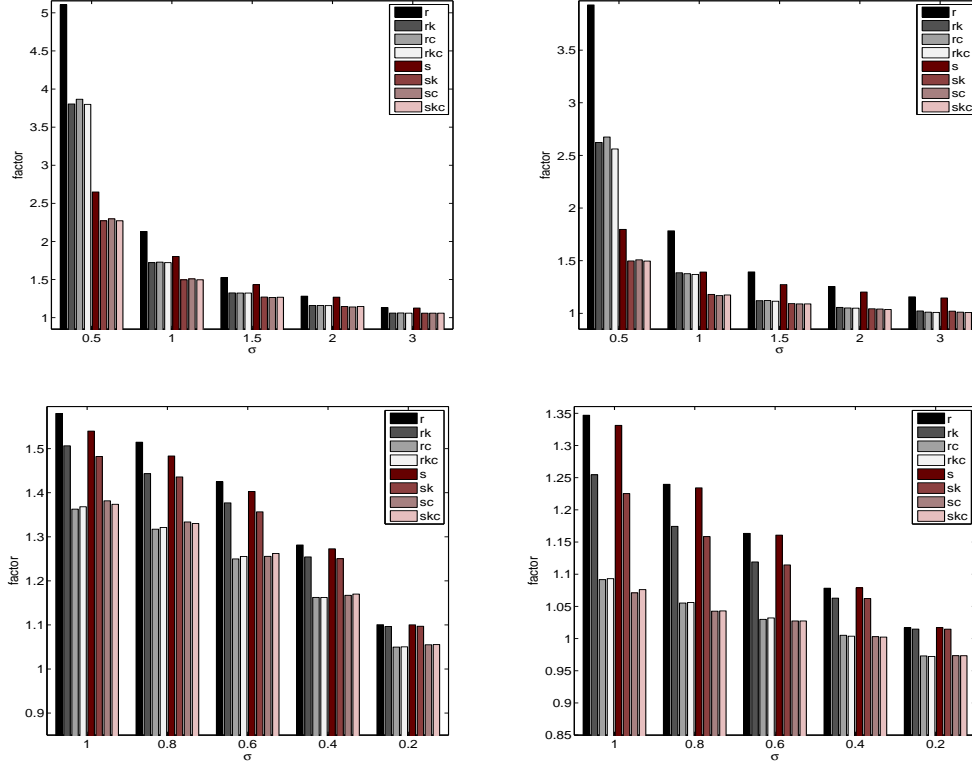 5
4.5
4
3.5
3
2.5
2
1.5
1
factor
0.5 1 1.5 2 3
σ
r
rk
rc
rkc
s
sk
sc
skc
3.5
3
2.5
2
1.5
1
factor
0.5 1 1.5 2 3
σ
r
rk
rc
rkc
s
sk
sc
skc
1.5
1.4
1.3
1.2
1.1
1
0.9
factor
1 0.8 0.6 0.4 0.2
σ
r
rk
rc
rkc
s
sk
sc
skc
1.35
1.3
1.25
1.2
1.15
1.1
1.05
1
0.95
0.9
0.85
factor
1 0.8 0.6 0.4 0.2
σ
r
rk
rc
rkc
s
sk
sc
skc